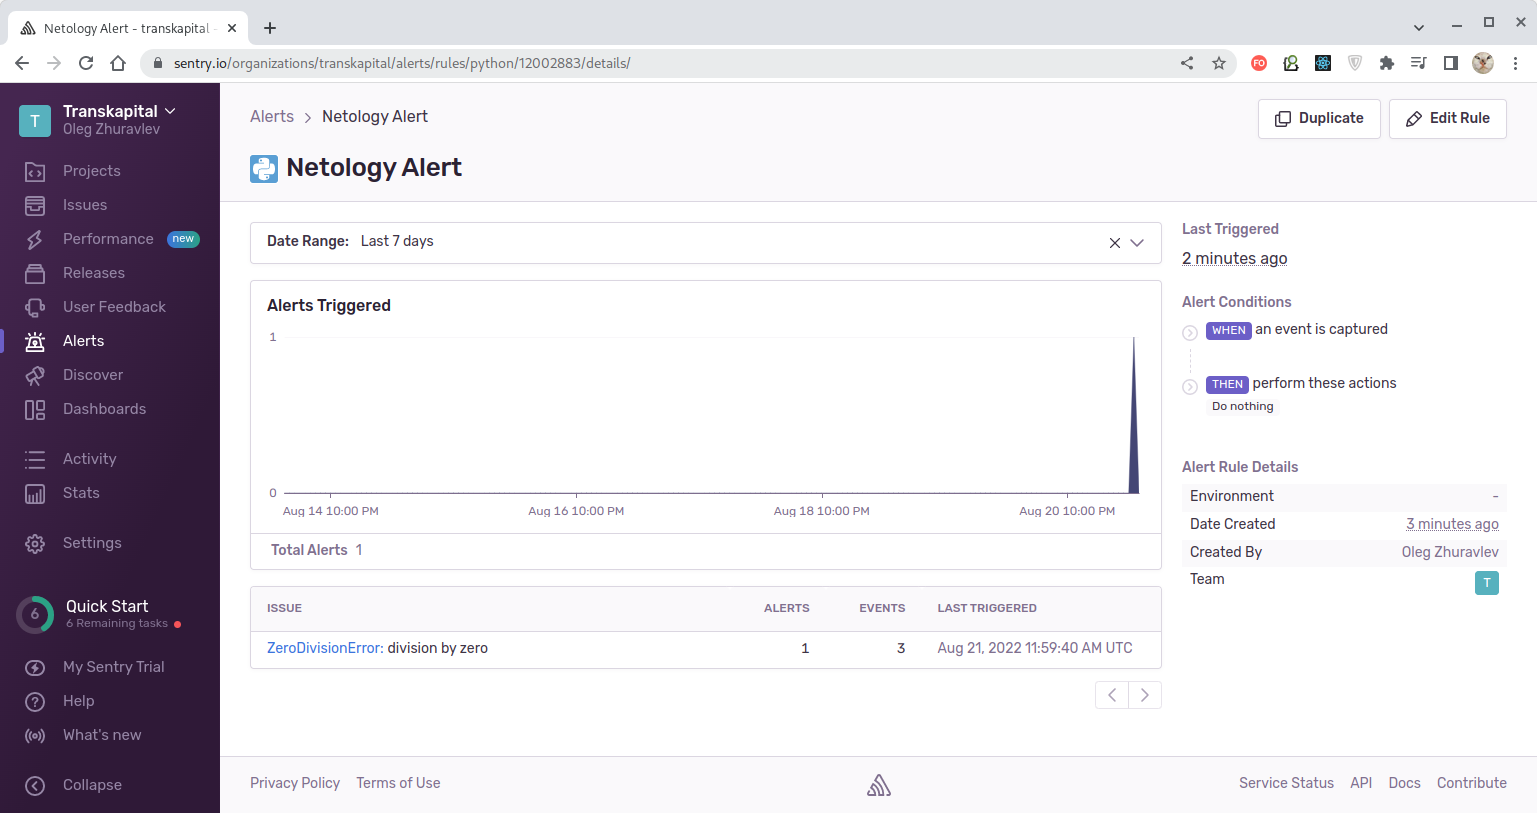 Netology Alert - transkapital -
sentry.io/organizations/transkapital/alerts/rules/python/12002883/details/
FO
T
Transkapital
Oleg Zhuravlev
Projects
Issues
Performance new
Releases
User Feedback
Alerts
Discover
Dashboards
Activity
Stats
Settings
6
Quick Start
6 Remaining tasks
My Sentry Trial
Help
What's new
Collapse
Alerts > Netology Alert
Duplicate
Edit Rule
Netology Alert
Date Range: Last 7 days
Alerts Triggered
1
0
Aug 14 10:00 PM Aug 16 10:00 PM Aug 18 10:00 PM Aug 20 10:00 PM
Total Alerts 1
ISSUE ALERTS EVENTS LAST TRIGGERED
ZeroDivisionError: division by zero 1 3 Aug 21, 2022 11:59:40 AM UTC
Last Triggered
2 minutes ago
Alert Conditions
WHEN an event is captured
THEN perform these actions
Do nothing
Alert Rule Details
Environment -
Date Created 3 minutes ago
Created By Oleg Zhuravlev
Team T
Privacy Policy Terms of Use
Service Status API Docs Contribute